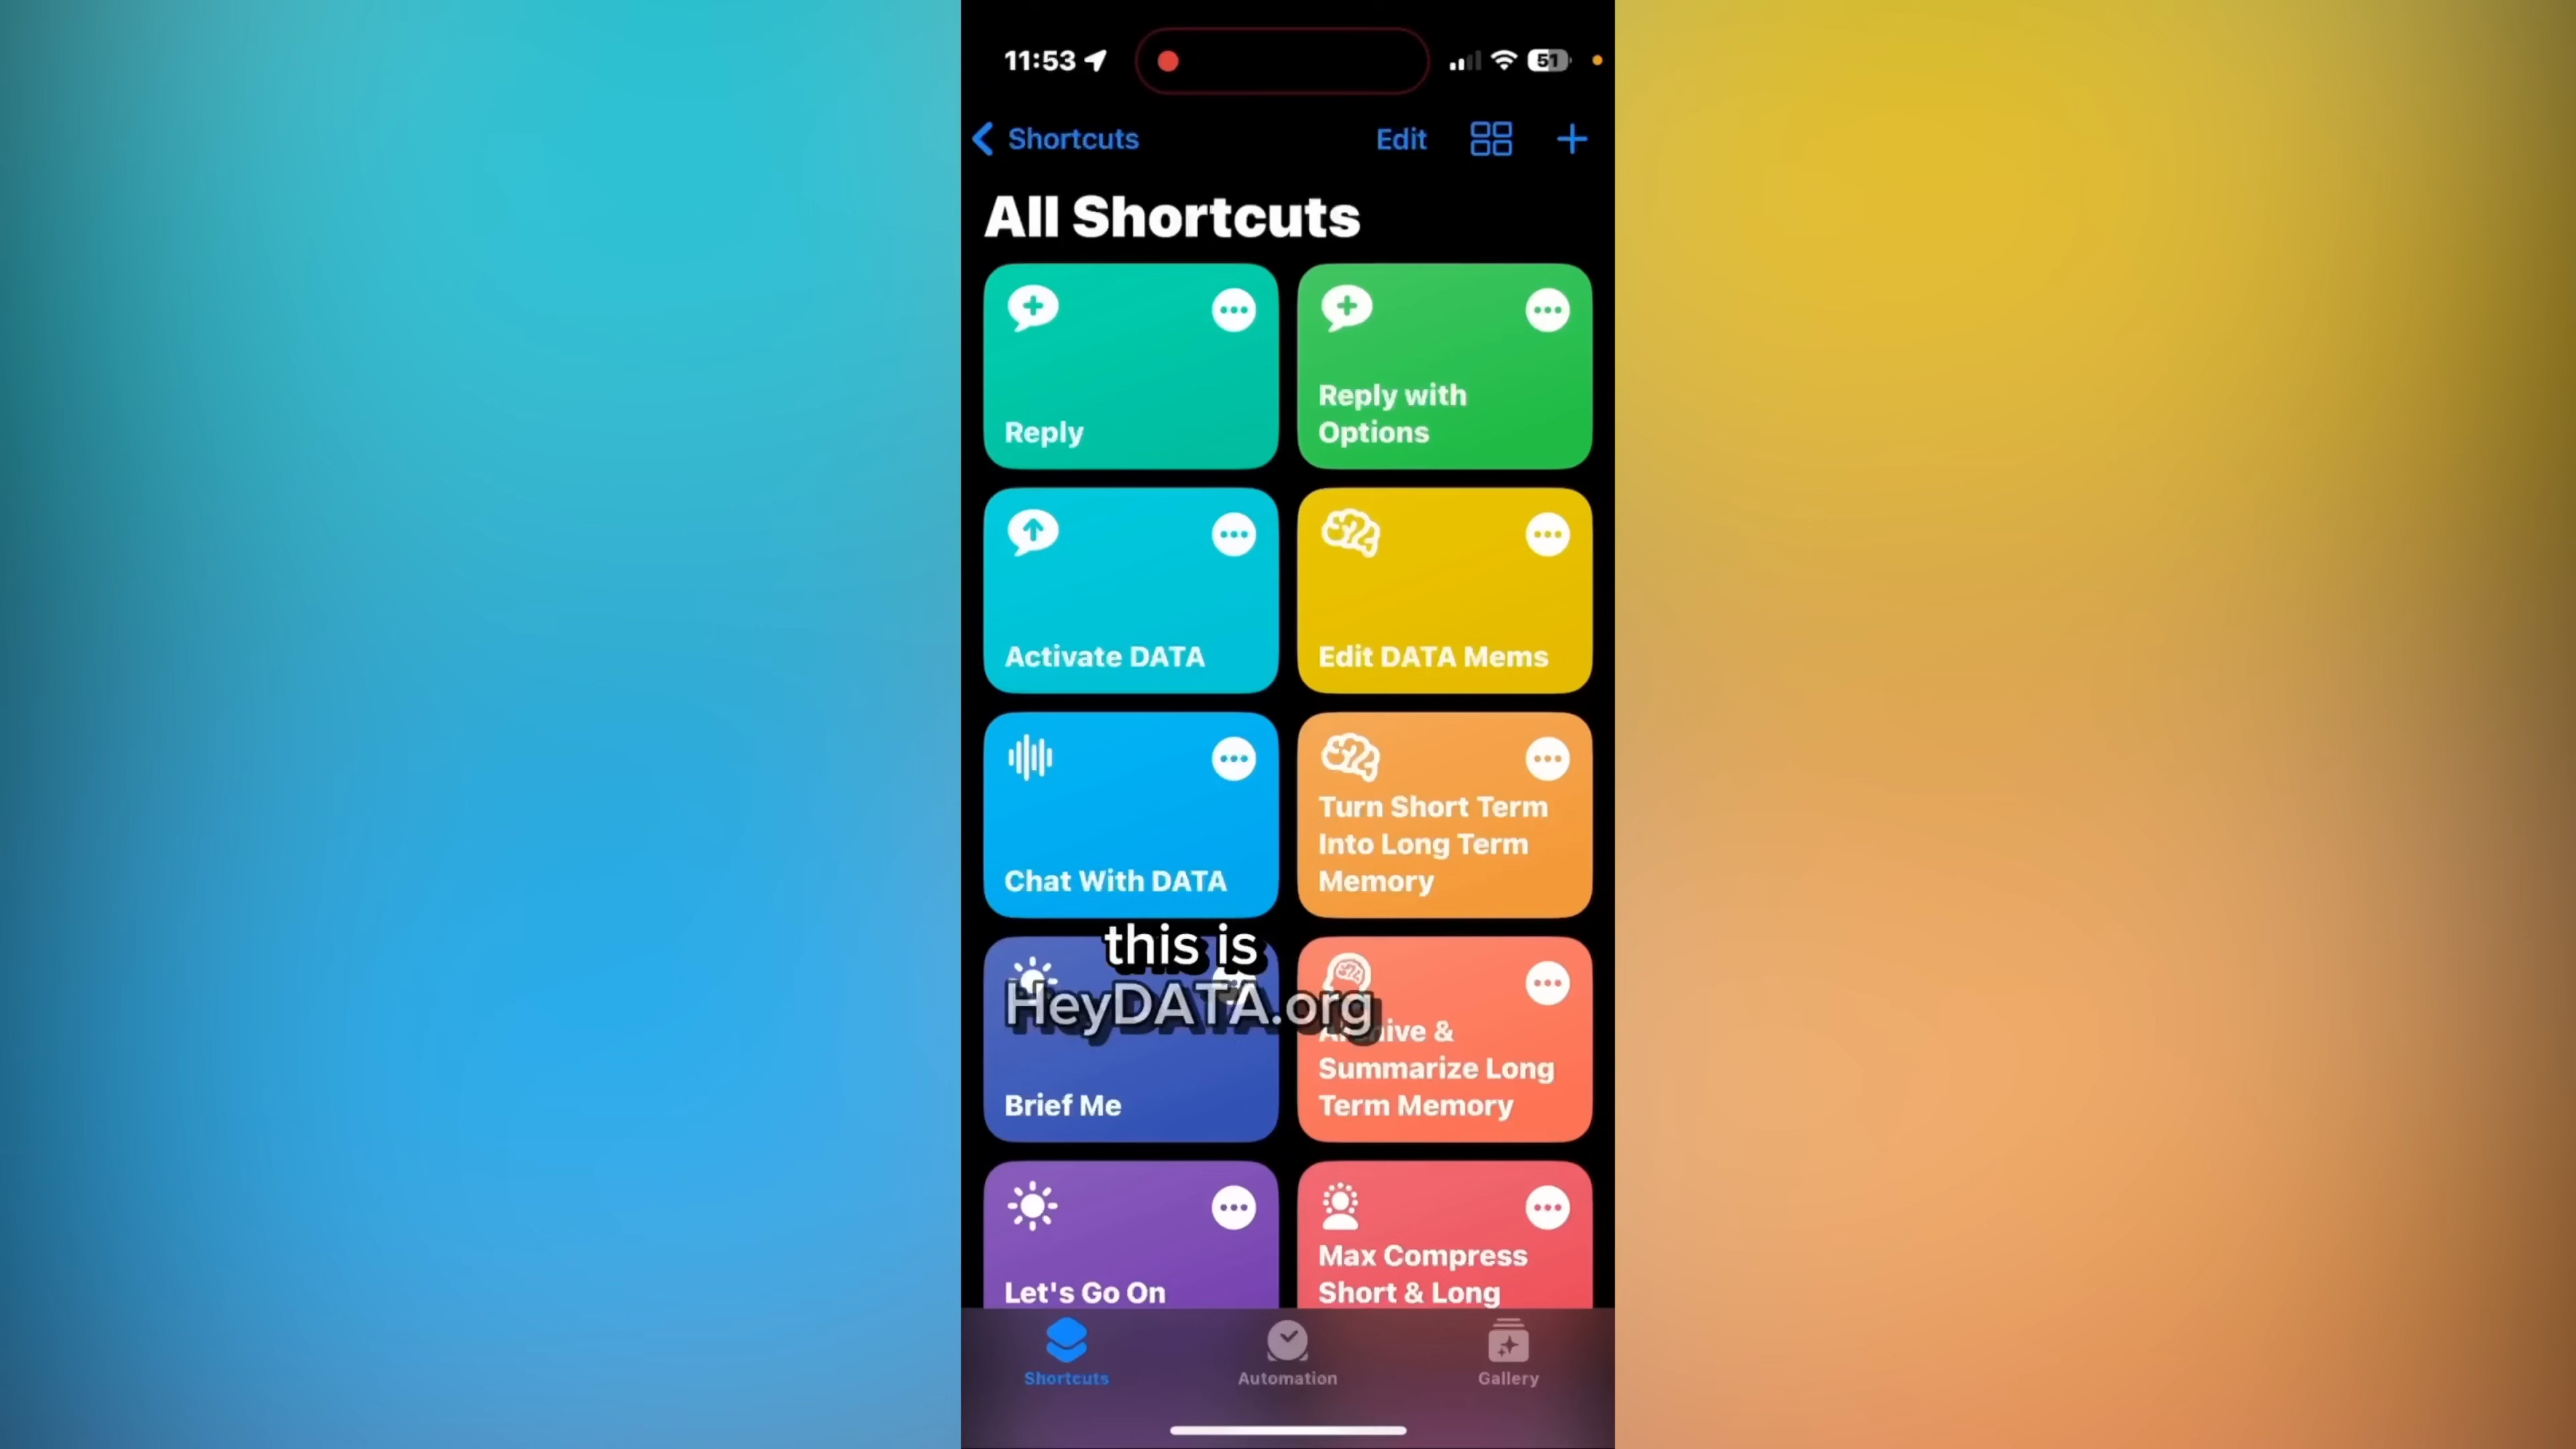 11:53
51
Shortcuts
Edit
All Shortcuts
Reply
Reply with
Options
Activate DATA
Edit DATA Mems
Chat With DATA
Turn Short Term
Into Long Term
Memory
this is
HeyDATA.org
Brief Me
Archive &
Summarize Long
Term Memory
Let's Go On
Max Compress
Short & Long
Shortcuts
Automation
Gallery